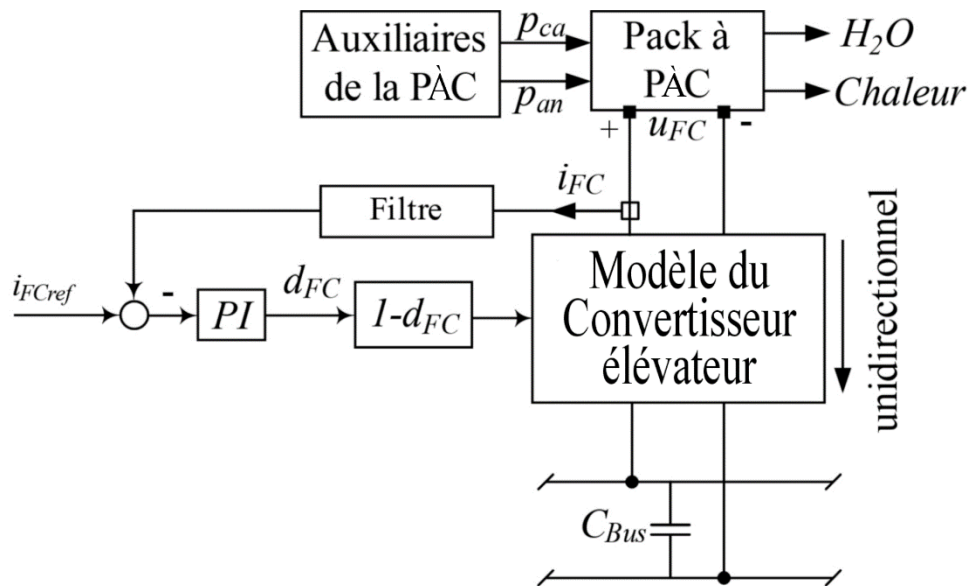 Auxiliaires
de la PÀC
p_ca
p_an
Pack à
PÀC
H_2O
Chaleur
+ u_FC -
i_FC
Filtre
i_FCref
-
PI
d_FC
1-d_FC
Modèle du
Convertisseur
élévateur
unidirectionnel
C_Bus